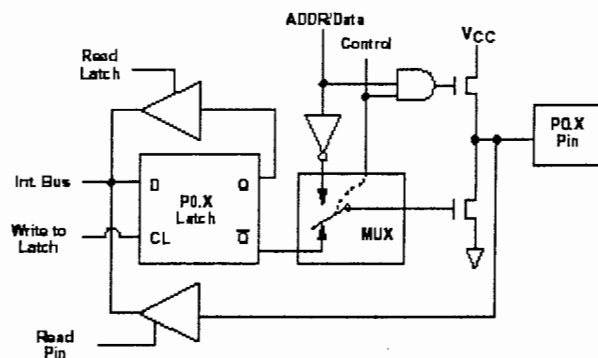 ADDR/Data
Control
VCC
Read
Latch
P0.X
Pin
Int. Bus
D
P0.X
Latch
Q
Write to
Latch
CL
Q̅
MUX
Read
Pin